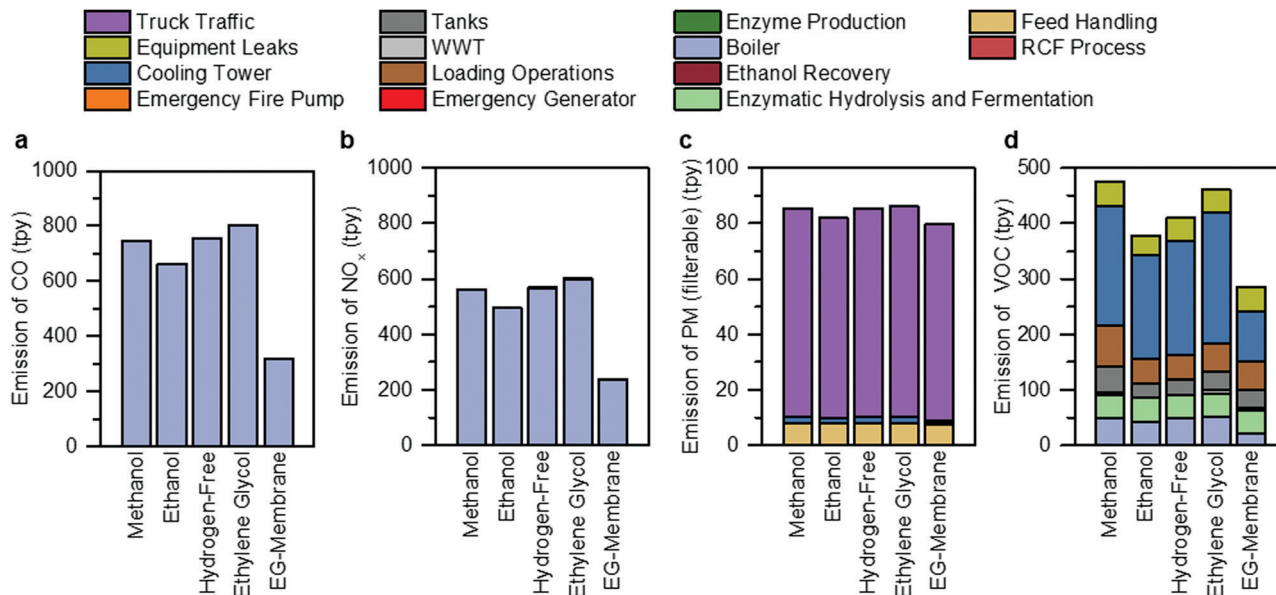 Truck Traffic
Equipment Leaks
Cooling Tower
Emergency Fire Pump
Tanks
WWT
Loading Operations
Emergency Generator
Enzyme Production
Boiler
Ethanol Recovery
Enzymatic Hydrolysis and Fermentation
Feed Handling
RCF Process
a
Emission of CO (tpy)
1000
800
600
400
200
0
Methanol
Ethanol
Hydrogen-Free
Ethylene Glycol
EG-Membrane
b
Emission of NOx (tpy)
1000
800
600
400
200
0
Methanol
Ethanol
Hydrogen-Free
Ethylene Glycol
EG-Membrane
c
Emission of PM (filterable) (tpy)
100
80
60
40
20
0
Methanol
Ethanol
Hydrogen-Free
Ethylene Glycol
EG-Membrane
d
Emission of VOC (tpy)
500
400
300
200
100
0
Methanol
Ethanol
Hydrogen-Free
Ethylene Glycol
EG-Membrane